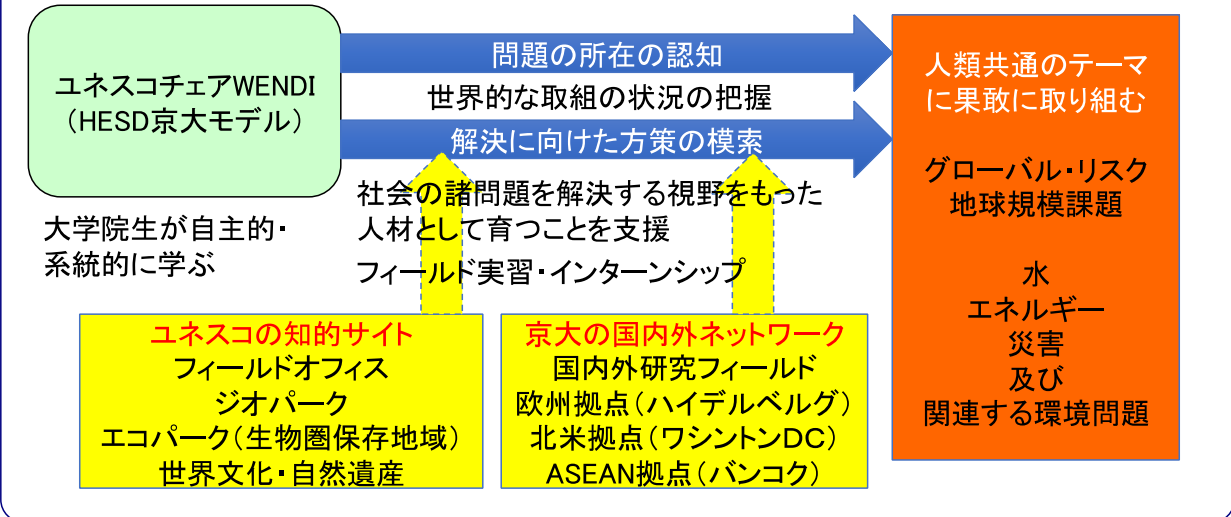 ユネスコチェアWENDI
(HESD京大モデル)
大学院生が自主的・
系統的に学ぶ
問題の所在の認知
世界的な取組の状況の把握
解決に向けた方策の模索
社会の諸問題を解決する視野をもった
人材として育つことを支援
フィールド実習・インターンシップ
ユネスコの知的サイト
フィールドオフィス
ジオパーク
エコパーク(生物圏保存地域)
世界文化・自然遺産
京大の国内外ネットワーク
国内外研究フィールド
欧州拠点(ハイデルベルグ)
北米拠点(ワシントンDC)
ASEAN拠点(バンコク)
人類共通のテーマ
に果敢に取り組む
グローバル・リスク
地球規模課題
水
エネルギー
災害
及び
関連する環境問題